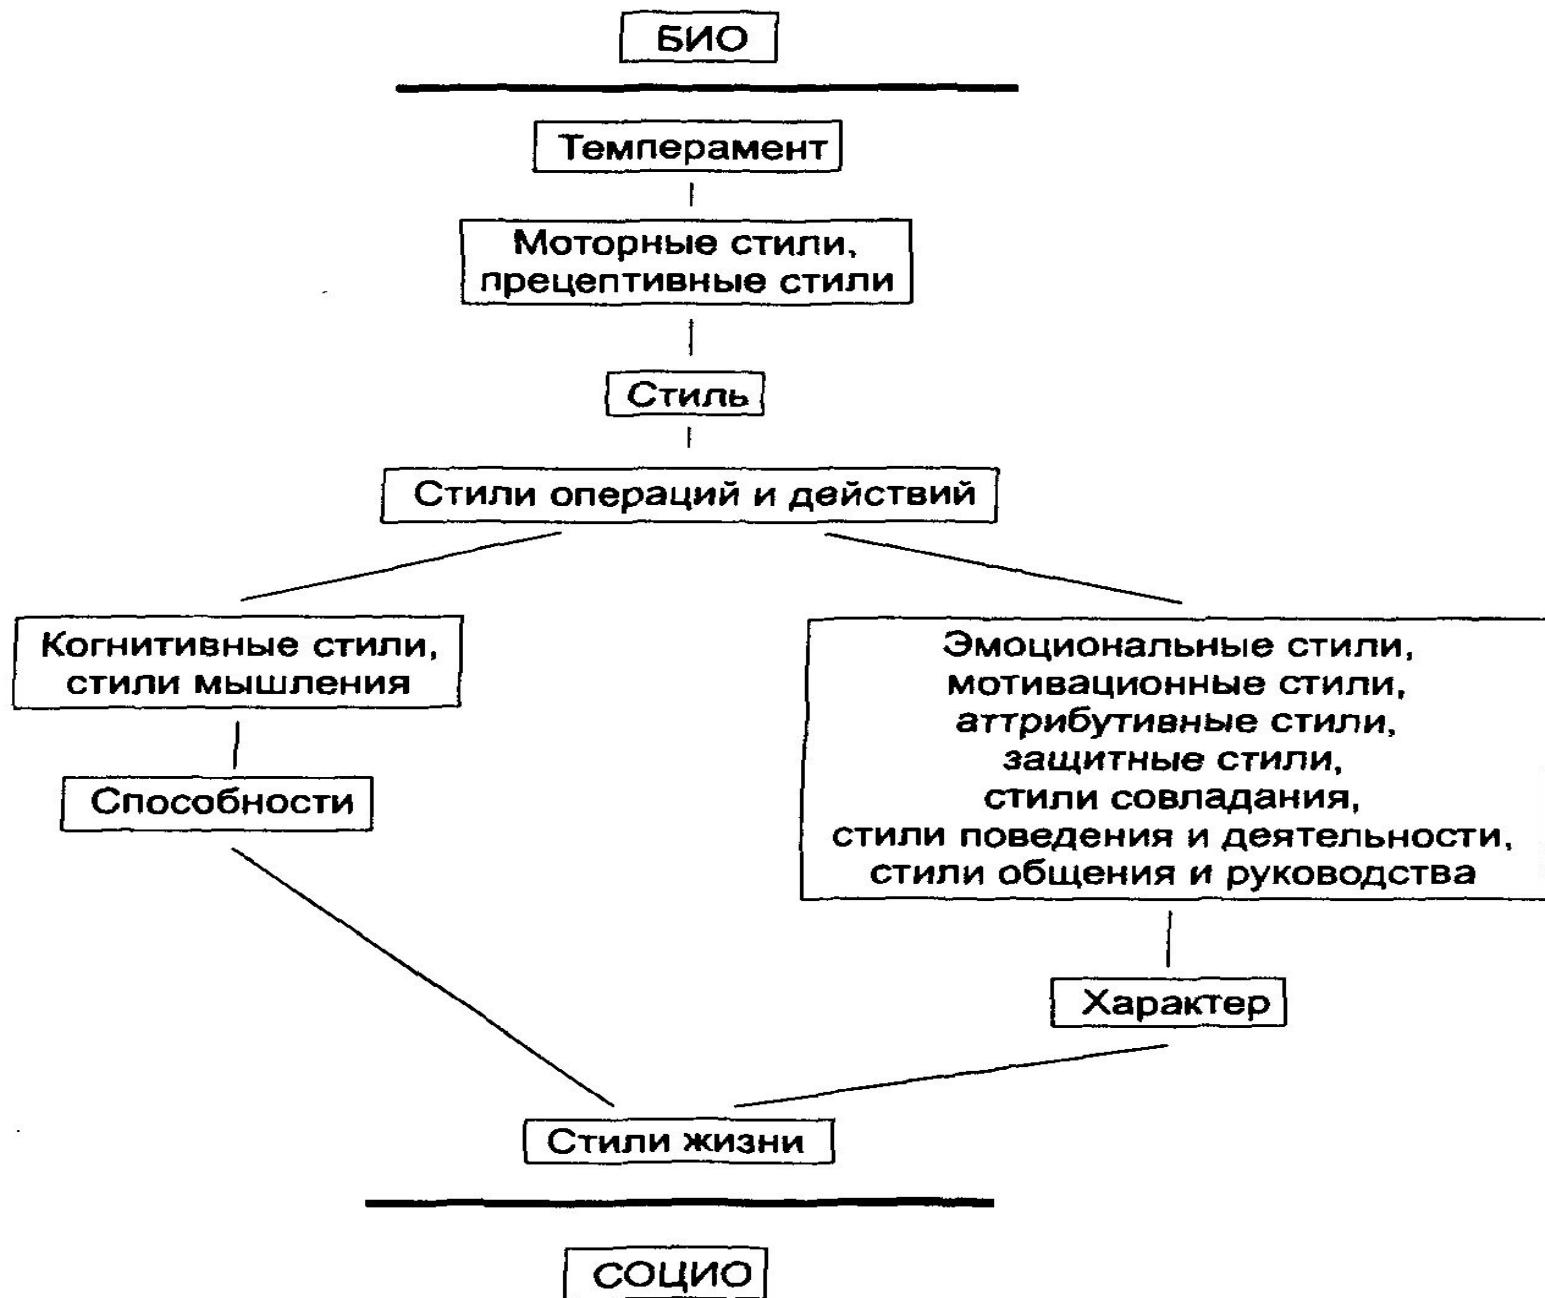 БИО
Темперамент
Моторные стили,
прецептивные стили
Стиль
Стили операций и действий
Когнитивные стили,
стили мышления
Способности
Эмоциональные стили,
мотивационные стили,
аттрибутивные стили,
защитные стили,
стили совладания,
стили поведения и деятельности,
стили общения и руководства
Характер
Стили жизни
СОЦИО